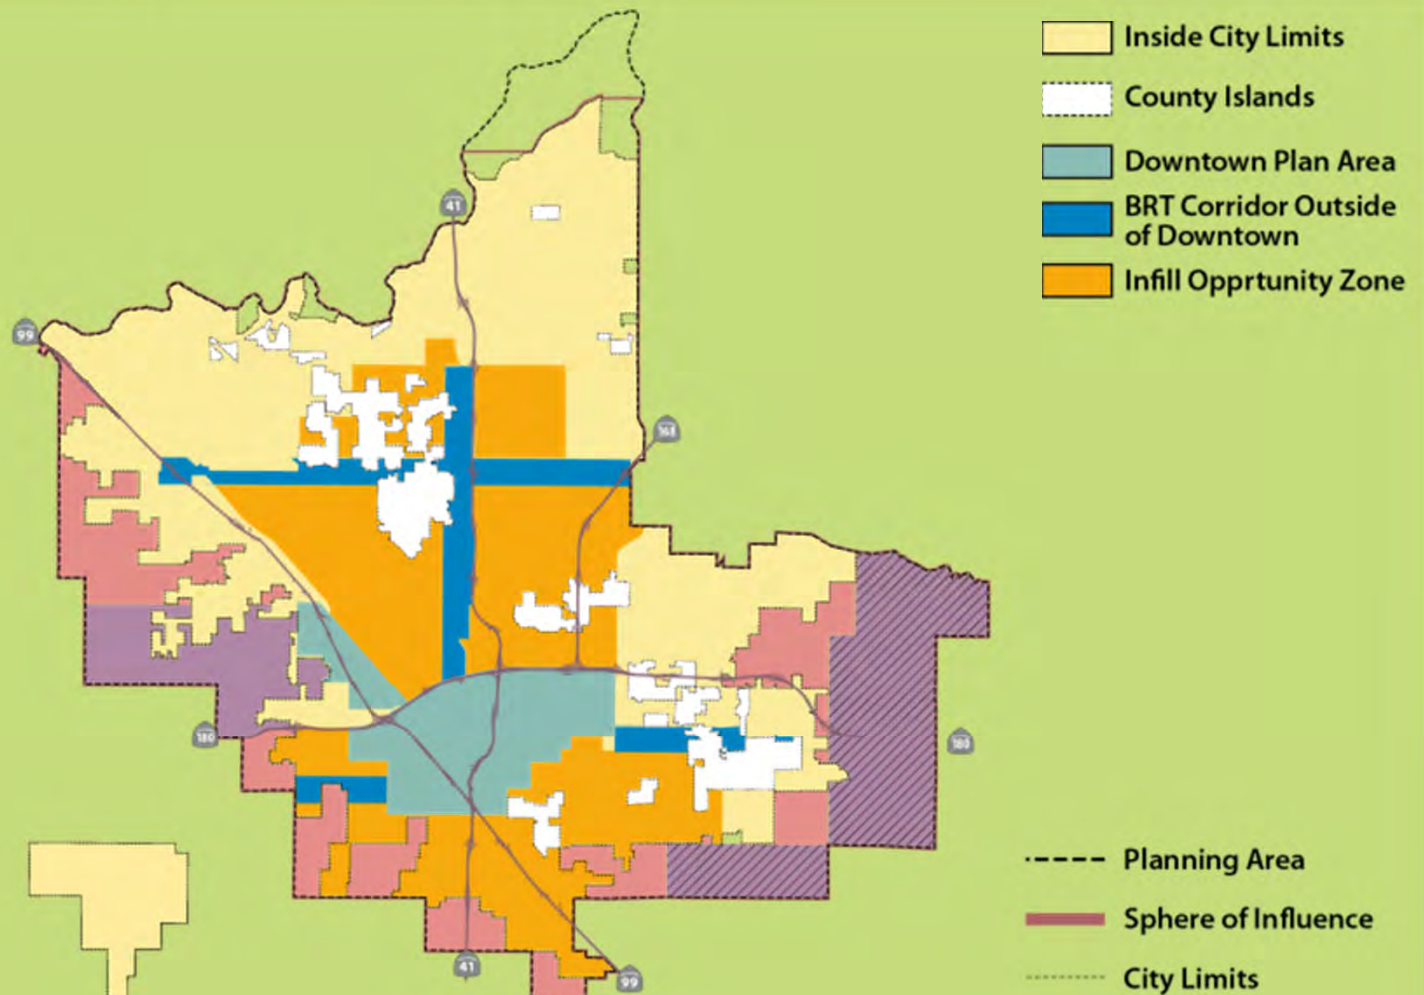 Inside City Limits
County Islands
Downtown Plan Area
BRT Corridor Outside
of Downtown
Infill Opprtunity Zone
41
99
168
180
180
Planning Area
Sphere of Influence
City Limits
41
99